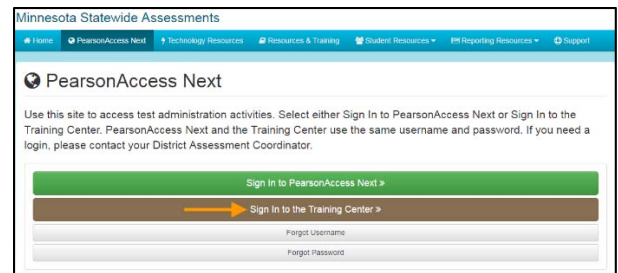 Minnesota Statewide Assessments
Home PearsonAccess Next Technology Resources Resources & Training Student Resources Reporting Resources Support
PearsonAccess Next
Use this site to access test administration activities. Select either Sign In to PearsonAccess Next or Sign In to the
Training Center. PearsonAccess Next and the Training Center use the same username and password. If you need a
login, please contact your District Assessment Coordinator.
Sign In to PearsonAccess Next »
Sign In to the Training Center »
Forgot Username
Forgot Password